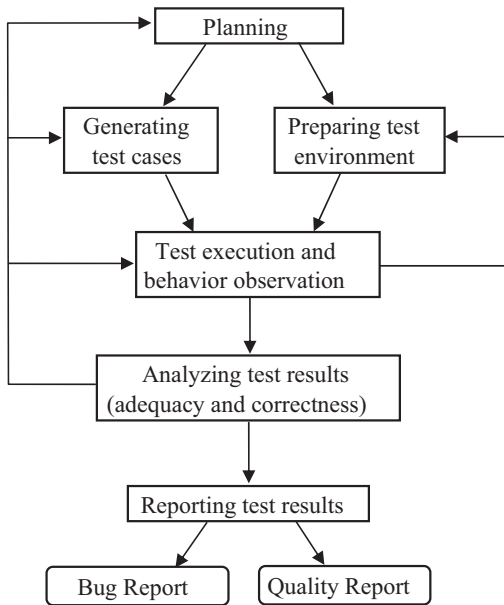 Planning
Generating
test cases
Preparing test
environment
Test execution and
behavior observation
Analyzing test results
(adequacy and correctness)
Reporting test results
Bug Report
Quality Report